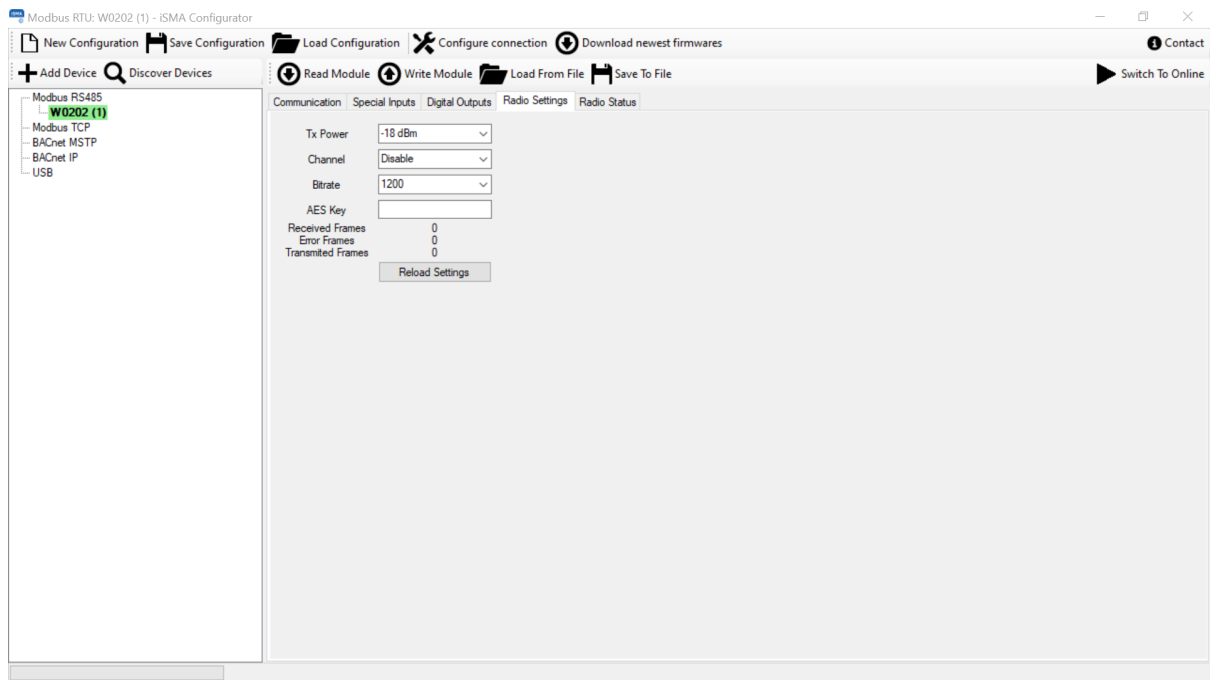 iSMA Modbus RTU: W0202 (1) - iSMA Configurator
New Configuration Save Configuration Load Configuration Configure connection Download newest firmwares Contact
Add Device Discover Devices Read Module Write Module Load From File Save To File Switch To Online
Modbus RS485
W0202 (1)
Modbus TCP
BACnet MSTP
BACnet IP
USB
Communication Special Inputs Digital Outputs Radio Settings Radio Status
Tx Power -18 dBm
Channel Disable
Bitrate 1200
AES Key
Received Frames 0
Error Frames 0
Transmited Frames 0
Reload Settings